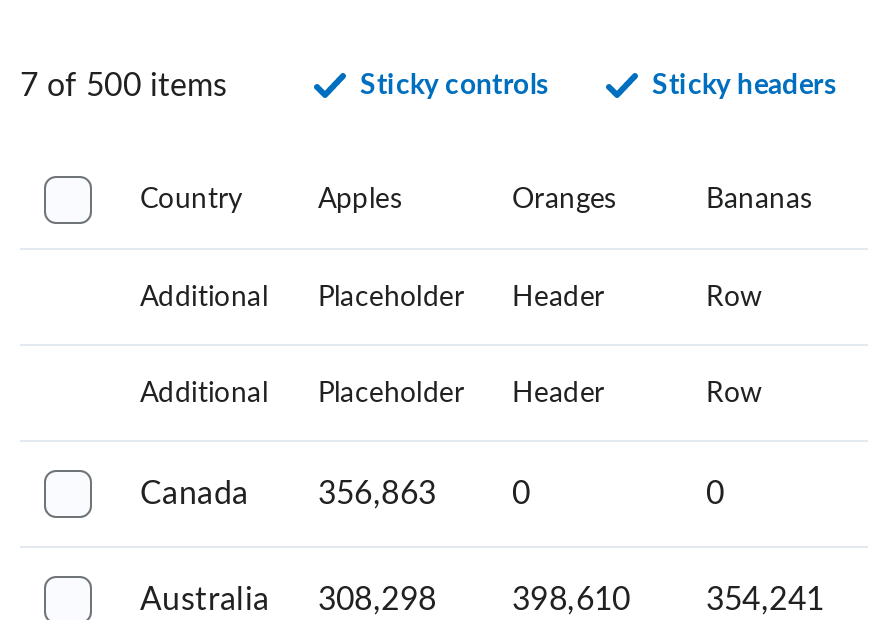 7 of 500 items Sticky controls Sticky headers
Country Apples Oranges Bananas
Additional Placeholder Header Row
Additional Placeholder Header Row
Canada 356,863 0 0
Australia 308,298 398,610 354,241